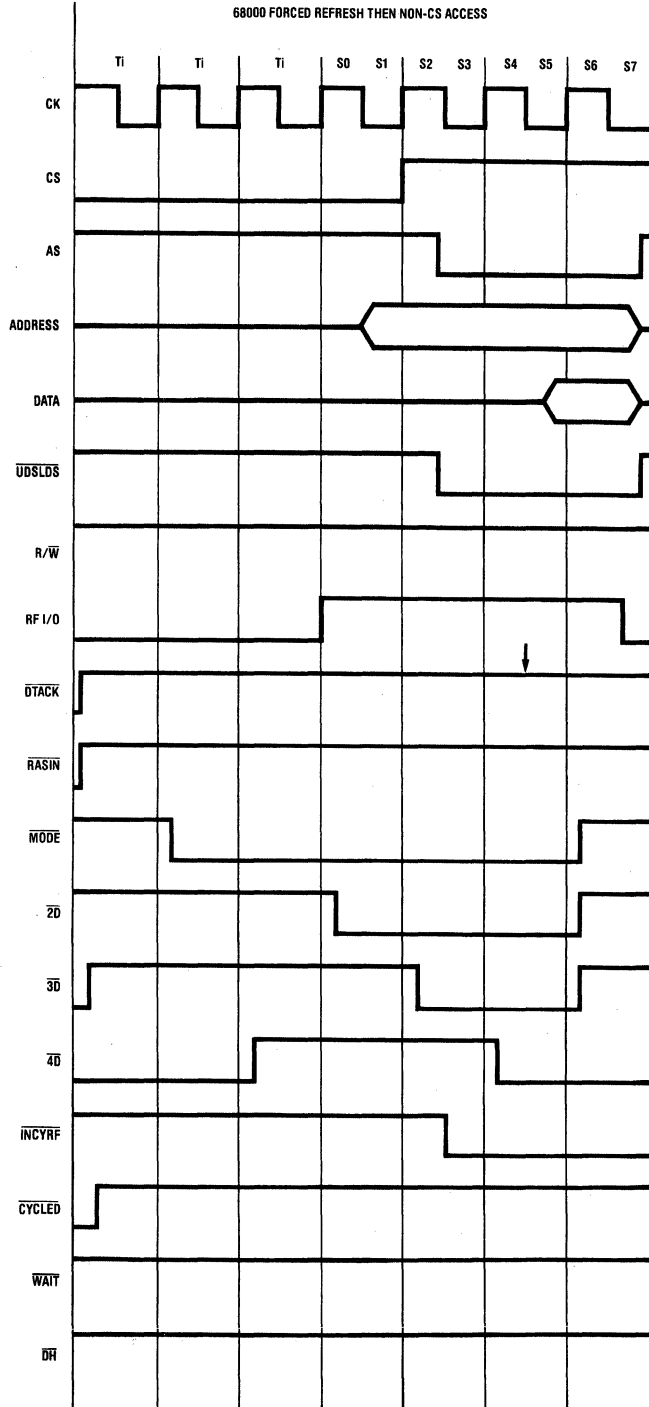 68000 FORCED REFRESH THEN NON-CS ACCESS
Ti Ti Ti S0 S1 S2 S3 S4 S5 S6 S7
CK
CS
AS
ADDRESS
DATA
UDSLDS
R/W
RF I/O
DTACK
RASIN
MODE
2D
3D
4D
INCYRF
CYCLED
WAIT
DH